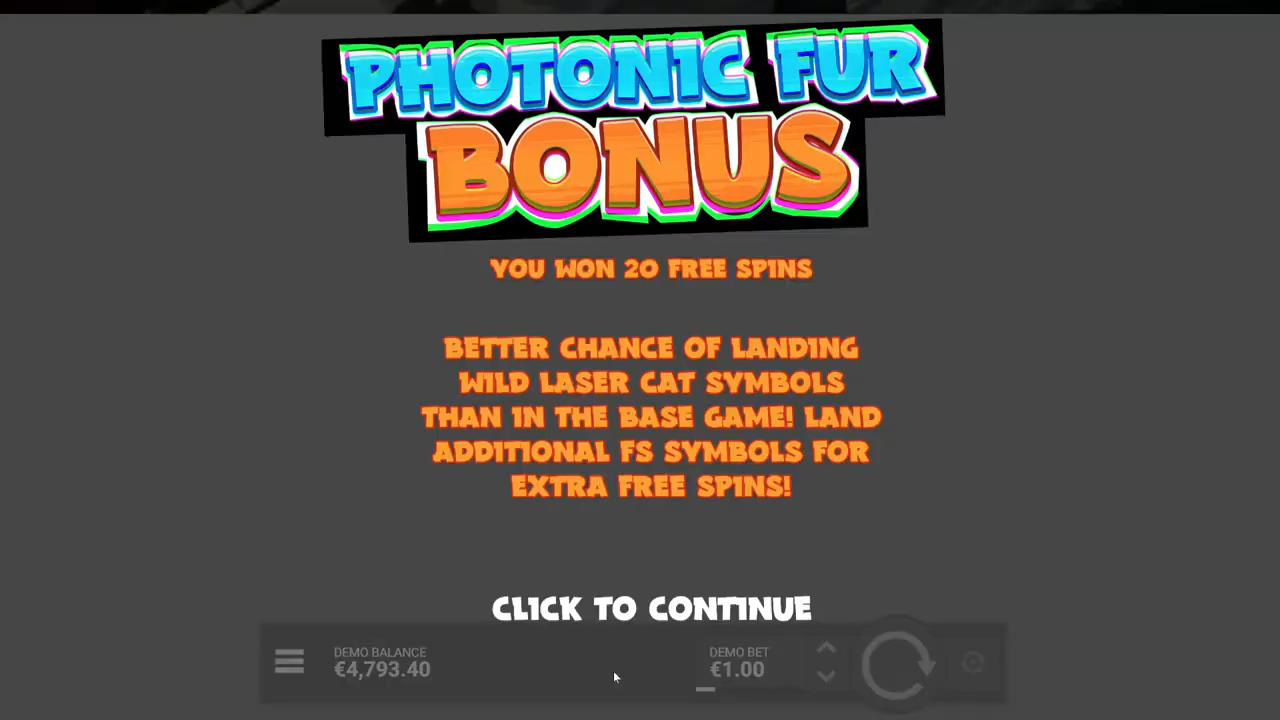 PHOTONIC FUR
BONUS
YOU WON 20 FREE SPINS
BETTER CHANCE OF LANDING
WILD LASER CAT SYMBOLS
THAN IN THE BASE GAME! LAND
ADDITIONAL FS SYMBOLS FOR
EXTRA FREE SPINS!
CLICK TO CONTINUE
DEMO BALANCE
€4,793.40
DEMO BET
€1.00